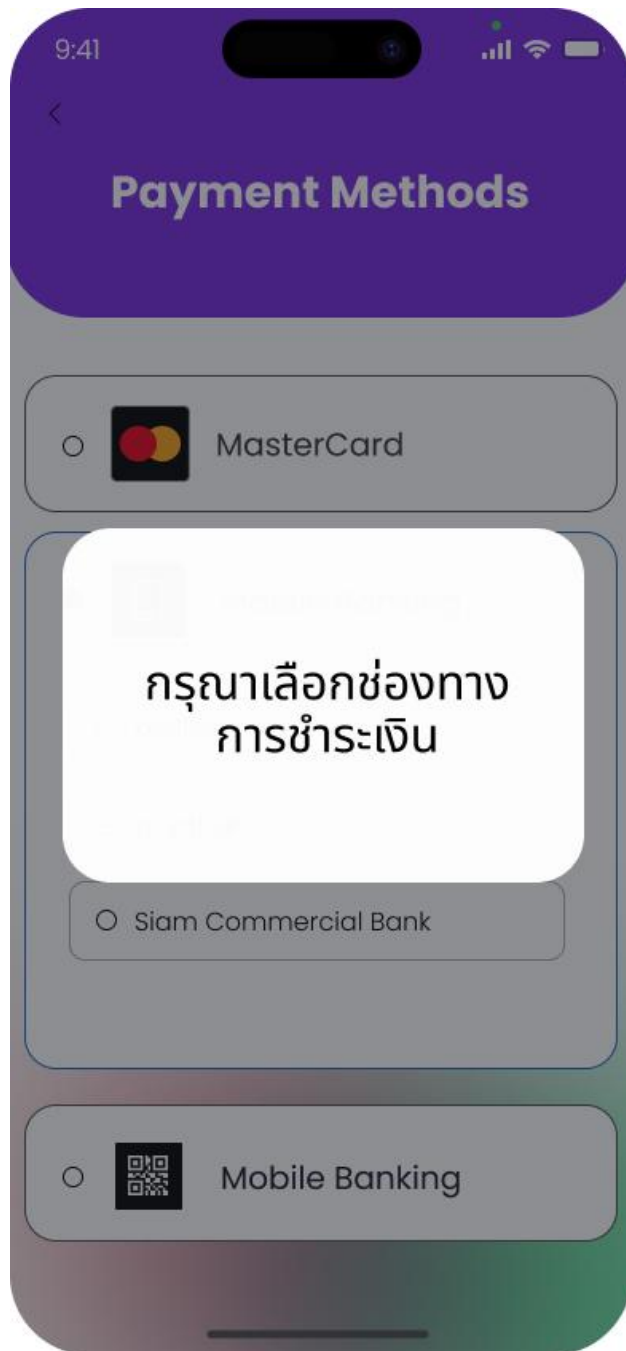 9:41
Payment Methods
MasterCard
กรุณาเลือกช่องทาง
การชำระเงิน
Siam Commercial Bank
Mobile Banking